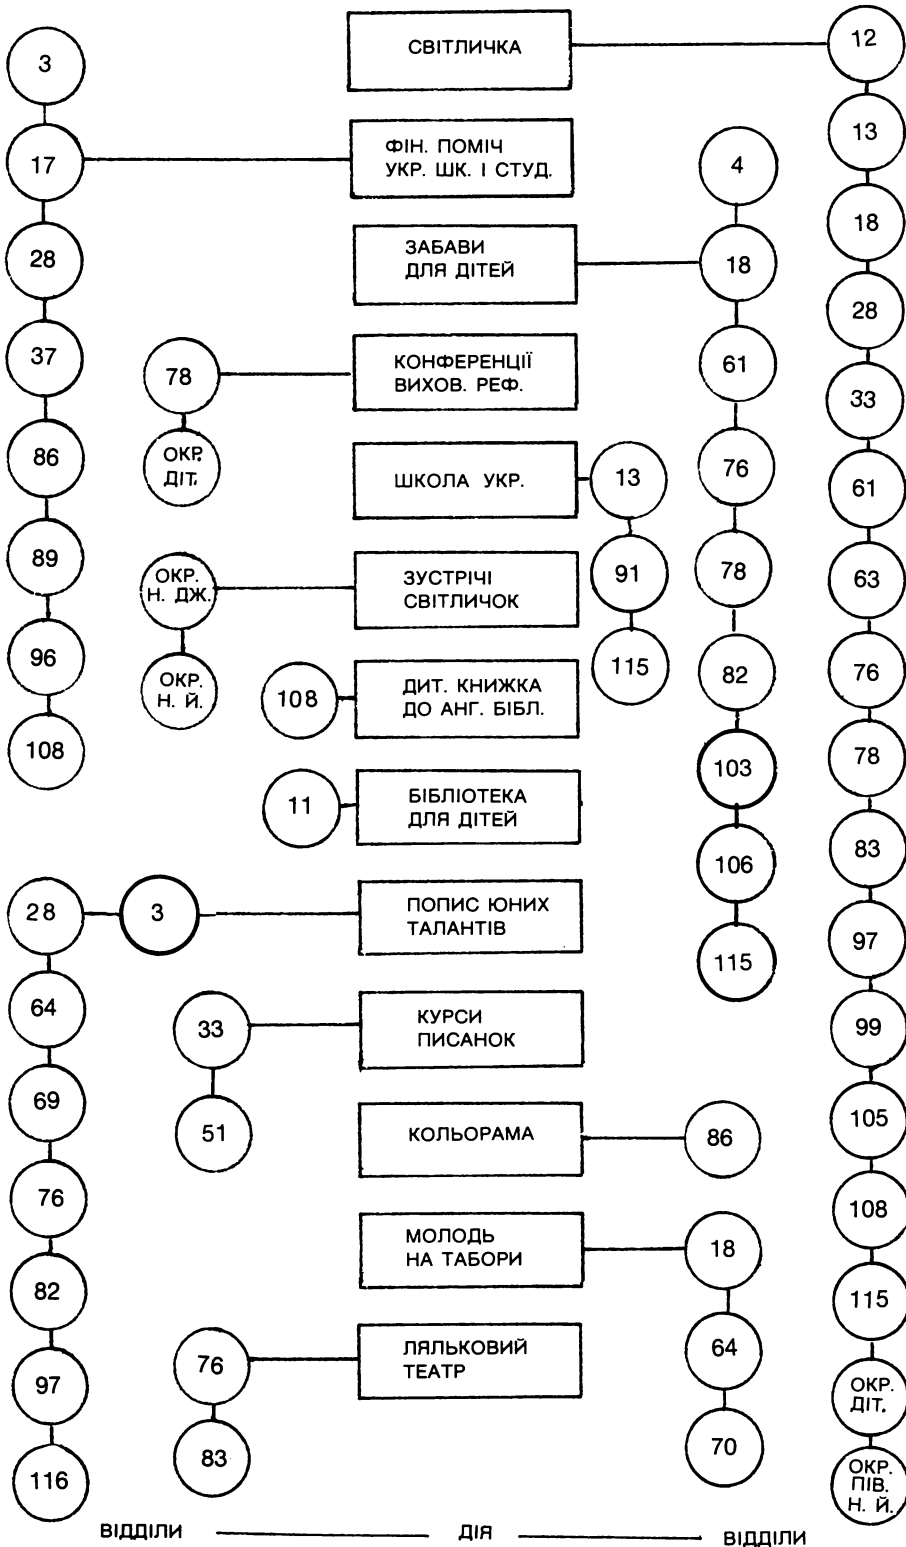 СВІТЛИЧКА
12
13
18
28
33
61
63
76
78
83
97
99
105
108
115
ОКР.
ДІТ.
ОКР.
ПІВ.
Н. Й.
3
17
28
37
86
89
96
108
ФІН. ПОМІЧ
УКР. ШК. І СТУД.
ЗАБАВИ
ДЛЯ ДІТЕЙ
4
18
61
76
78
82
103
106
115
78
ОКР.
ДІТ.
КОНФЕРЕНЦІЇ
ВИХОВ. РЕФ.
ШКОЛА УКР.
13
91
115
ОКР.
Н. ДЖ.
ОКР.
Н. Й.
ЗУСТРІЧІ
СВІТЛИЧОК
108
ДИТ. КНИЖКА
ДО АНГ. БІБЛ.
11
БІБЛІОТЕКА
ДЛЯ ДІТЕЙ
28
3
64
69
76
82
97
116
ПОПИС ЮНИХ
ТАЛАНТІВ
33
51
КУРСИ
ПИСАНОК
КОЛЬОРАМА
86
МОЛОДЬ
НА ТАБОРИ
18
64
70
76
83
ЛЯЛЬКОВИЙ
ТЕАТР
ВІДДІЛИ ДІЯ ВІДДІЛИ